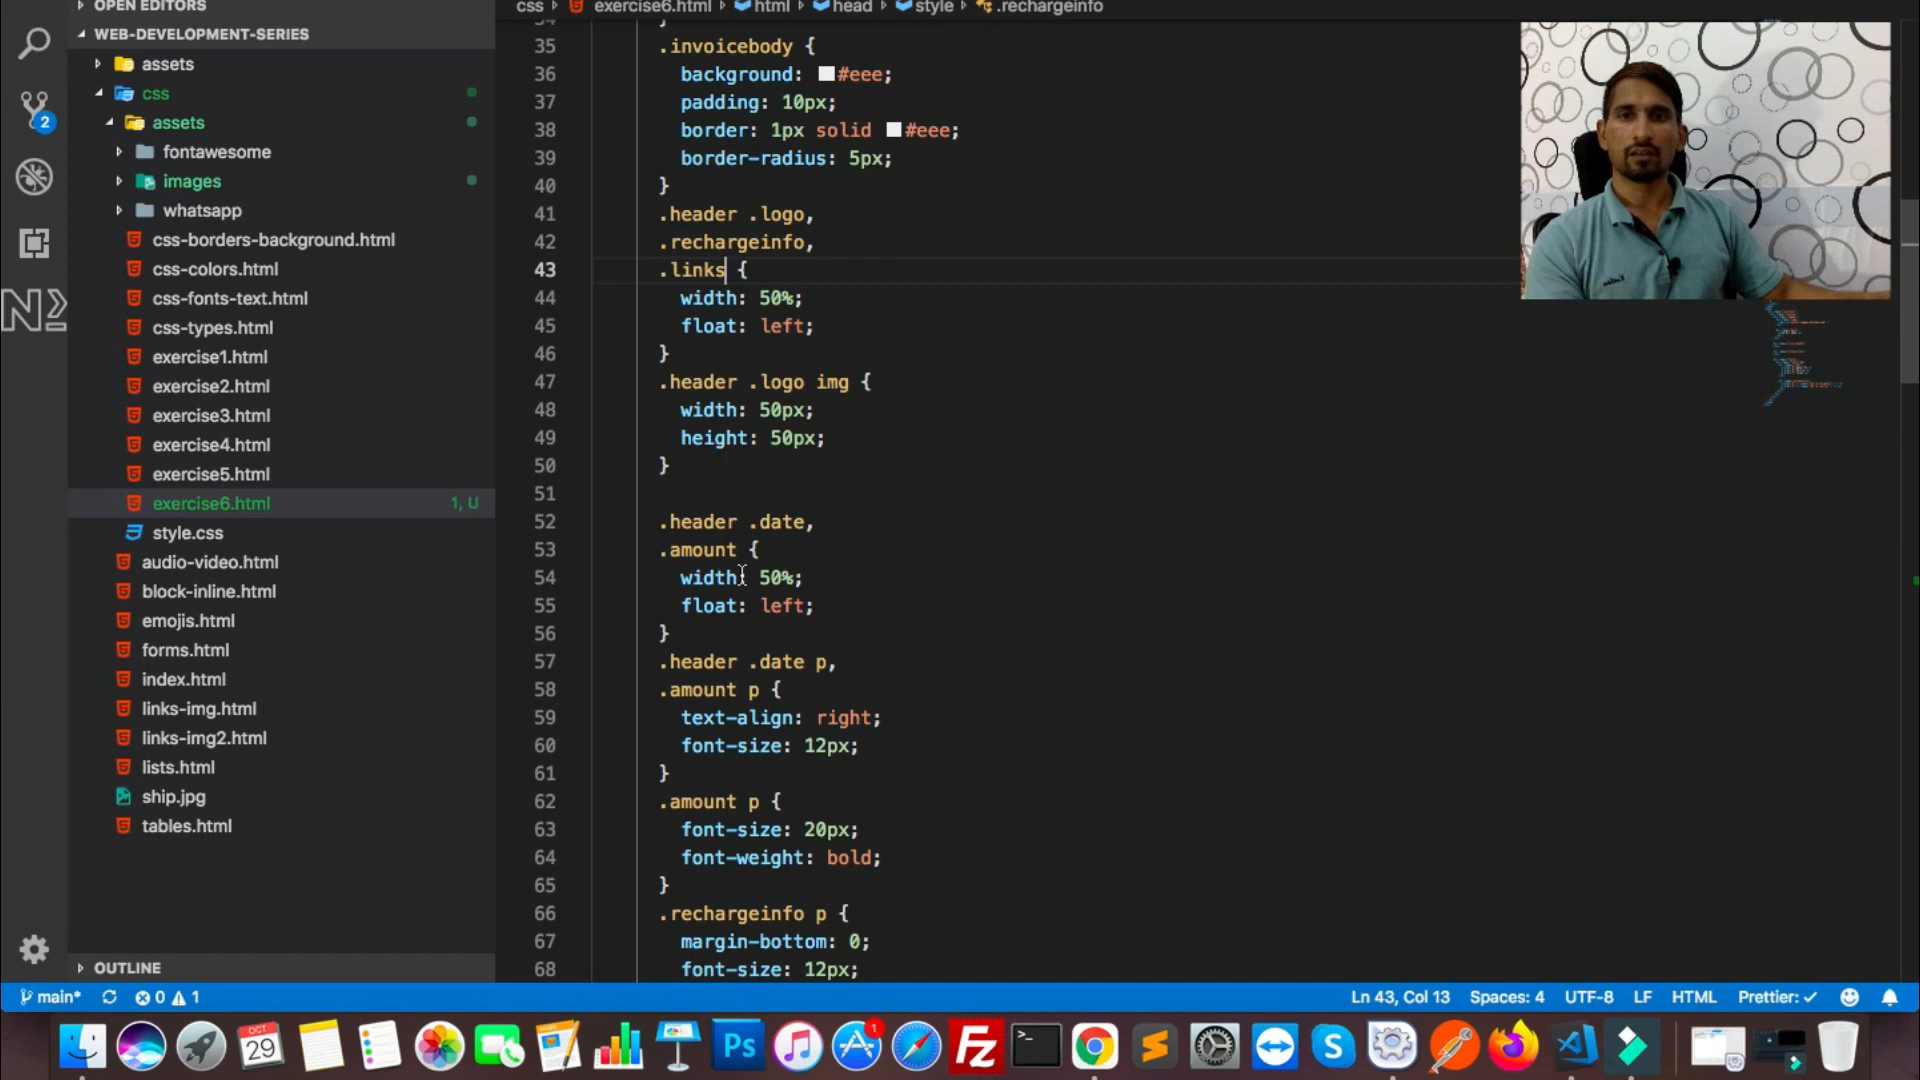 OPEN EDITORS
css › exercise6.html › html › head › style › .rechargeinfo
WEB-DEVELOPMENT-SERIES
assets
css
assets
fontawesome
images
whatsapp
css-borders-background.html
css-colors.html
css-fonts-text.html
css-types.html
exercise1.html
exercise2.html
exercise3.html
exercise4.html
exercise5.html
exercise6.html 1, U
style.css
audio-video.html
block-inline.html
emojis.html
forms.html
index.html
links-img.html
links-img2.html
lists.html
ship.jpg
tables.html
OUTLINE
2
34 }
35 .invoicebody {
36 background: #eee;
37 padding: 10px;
38 border: 1px solid #eee;
39 border-radius: 5px;
40 }
41 .header .logo,
42 .rechargeinfo,
43 .links {
44 width: 50%;
45 float: left;
46 }
47 .header .logo img {
48 width: 50px;
49 height: 50px;
50 }
51
52 .header .date,
53 .amount {
54 width: 50%;
55 float: left;
56 }
57 .header .date p,
58 .amount p {
59 text-align: right;
60 font-size: 12px;
61 }
62 .amount p {
63 font-size: 20px;
64 font-weight: bold;
65 }
66 .rechargeinfo p {
67 margin-bottom: 0;
68 font-size: 12px;
main* 0 1 Ln 43, Col 13 Spaces: 4 UTF-8 LF HTML Prettier: ✓
OCT
29
Ps
1
Fz
>_
S